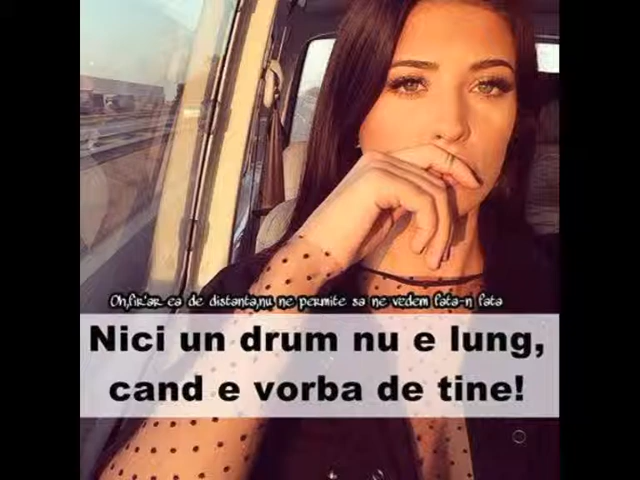 Oh,fir'ar ea de distanta,nu ne permite sa ne vedem fata-n fata
Nici un drum nu e lung,
cand e vorba de tine!